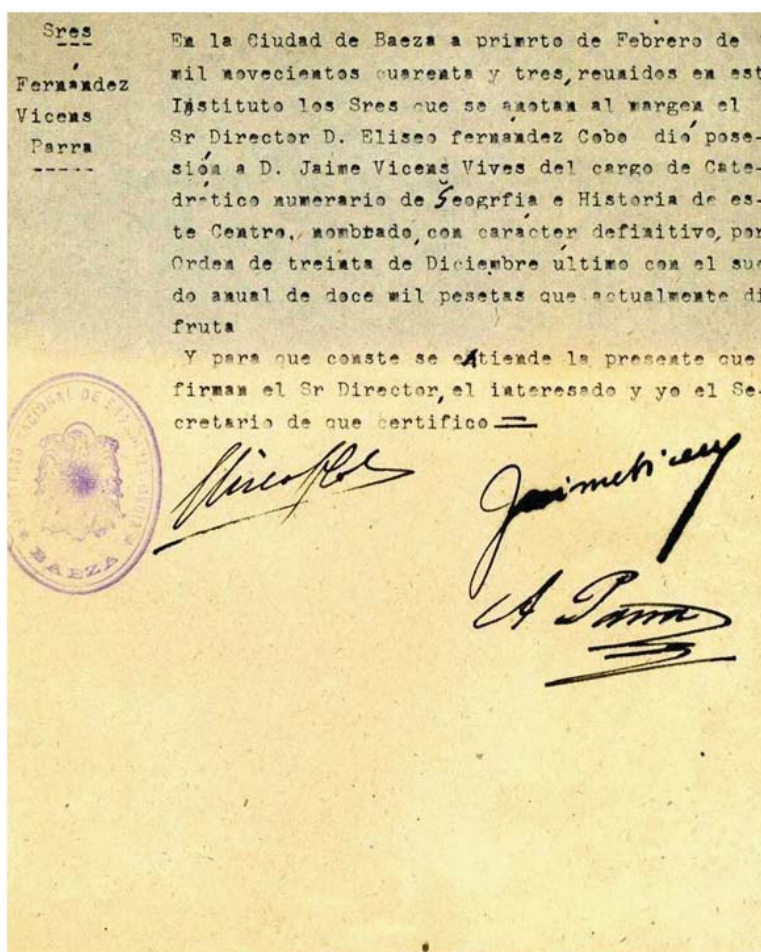 Sres
Fernández
Vicens
Parra
En la Ciudad de Baeza a primrto de Febrero de
mil novecientos cuarenta y tres, reunidos en est
Instituto los Sres que se anotan al margen el
Sr Director D. Eliseo fernandez Cobo dió pose-
sión a D. Jaime Vicens Vives del cargo de Cate-
drático numerario de Geogrfia e Historia de es-
te Centro, nombrado, con carácter definitivo, por
Orden de treinta de Diciembre último con el sue
do anual de doce mil pesetas que actualmente di
fruta
Y para que conste se extiende la presente que
firman el Sr Director, el interesado y yo el Se-
cretario de que certifico
Jaime Vicens
A Parra
BAEZA